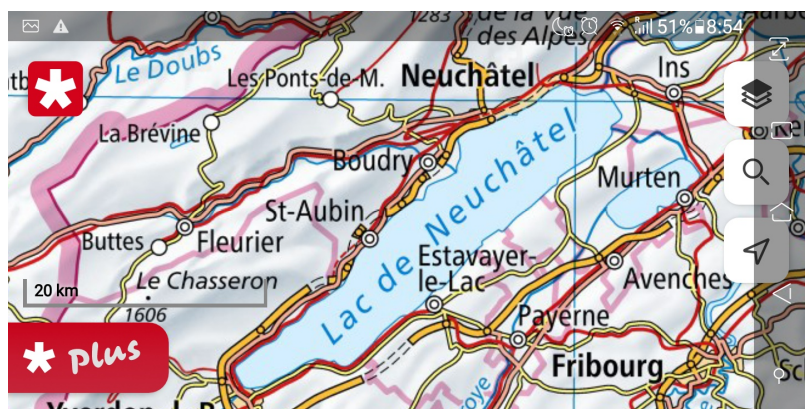 1283
de la Vue
des Alpes
51% 8:54
Le Doubs
Les Ponts-de-M.
Neuchâtel
Ins
La Brévine
Boudry
Lac de Neuchâtel
Murten
St-Aubin
Buttes
Fleurier
Estavayer-
le-Lac
Avenches
Le Chasseron
20 km
1606
Payerne
plus
Fribourg